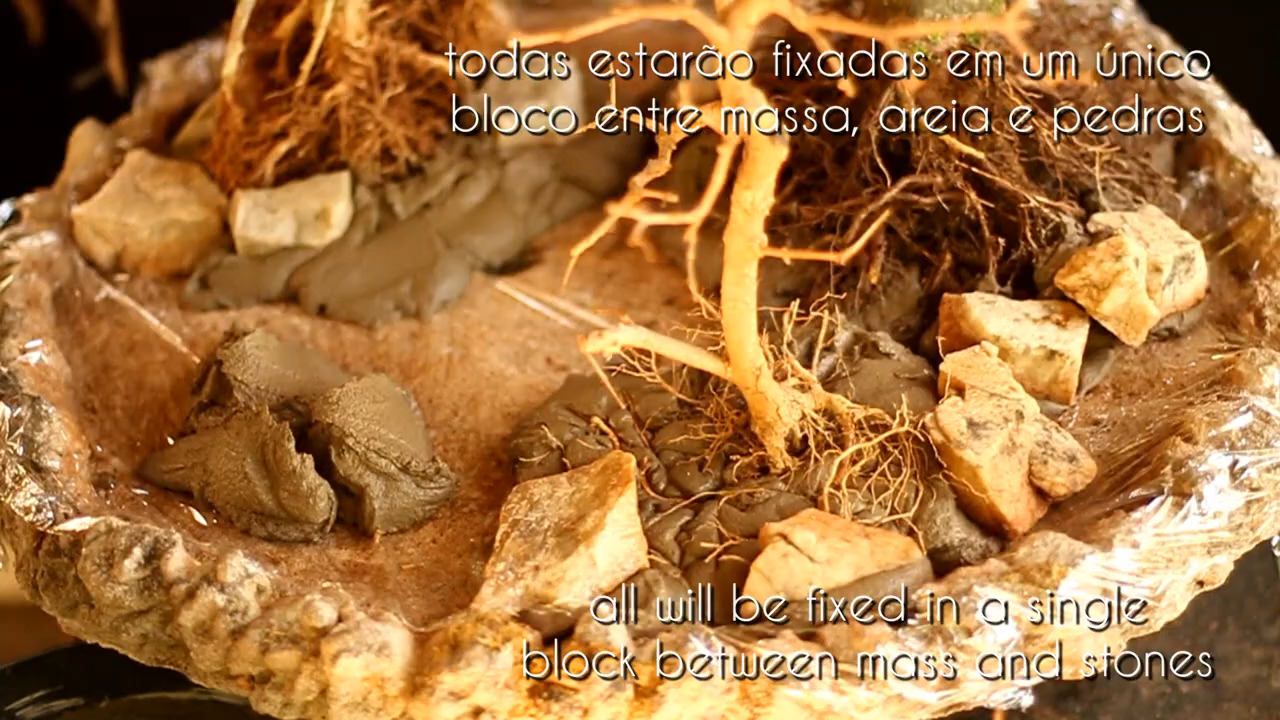 todas estarão fixadas em um único
bloco entre massa, areia e pedras
all will be fixed in a single
block between mass and stones